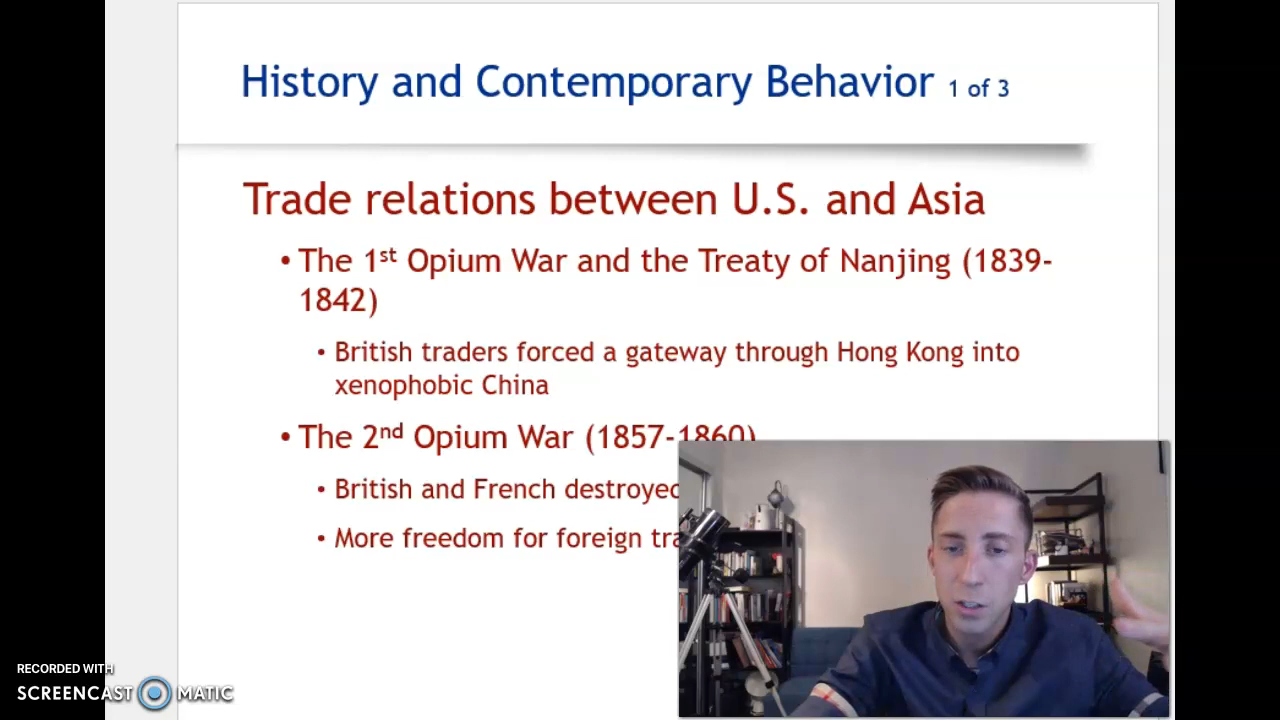 History and Contemporary Behavior 1 of 3
Trade relations between U.S. and Asia
• The 1st Opium War and the Treaty of Nanjing (1839-
1842)
• British traders forced a gateway through Hong Kong into
xenophobic China
• The 2nd Opium War (1857-1860)
• British and French destroyed
• More freedom for foreign
RECORDED WITH
SCREENCAST MATIC